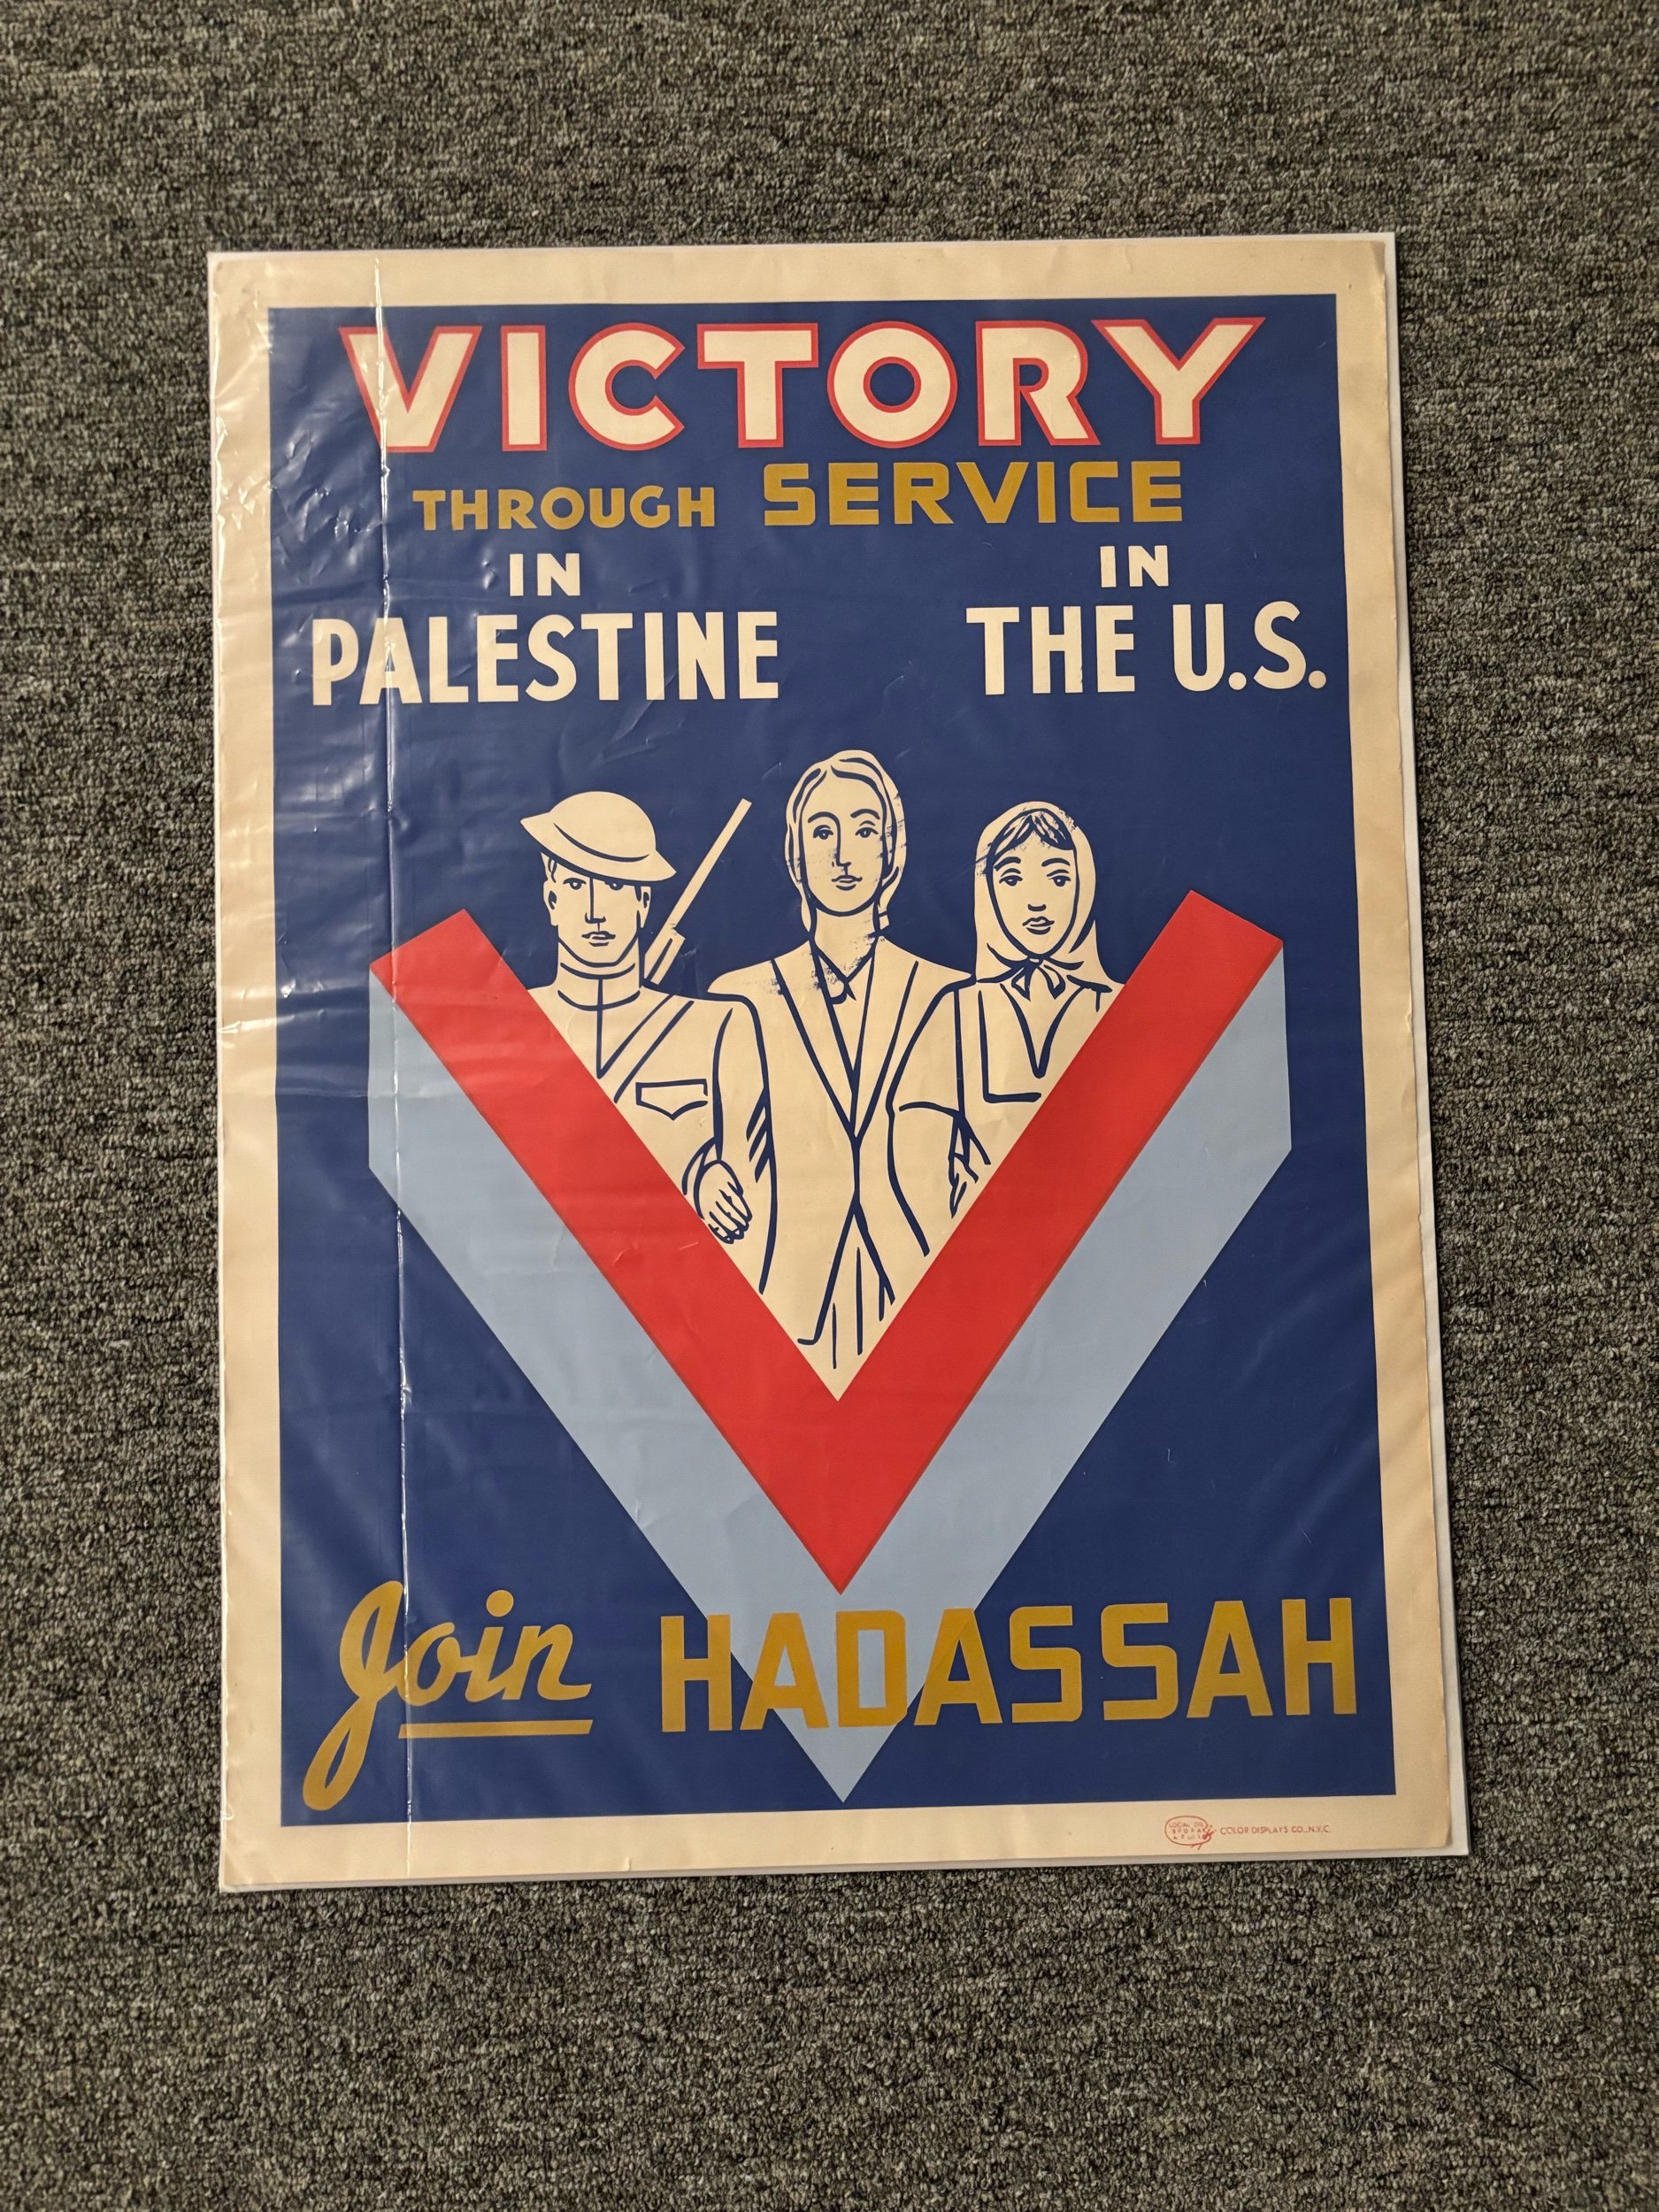 VICTORY
THROUGH SERVICE
IN
PALESTINE
IN
THE U.S.
Join HADASSAH
COLOR DISPLAYS CO., N.Y.C.